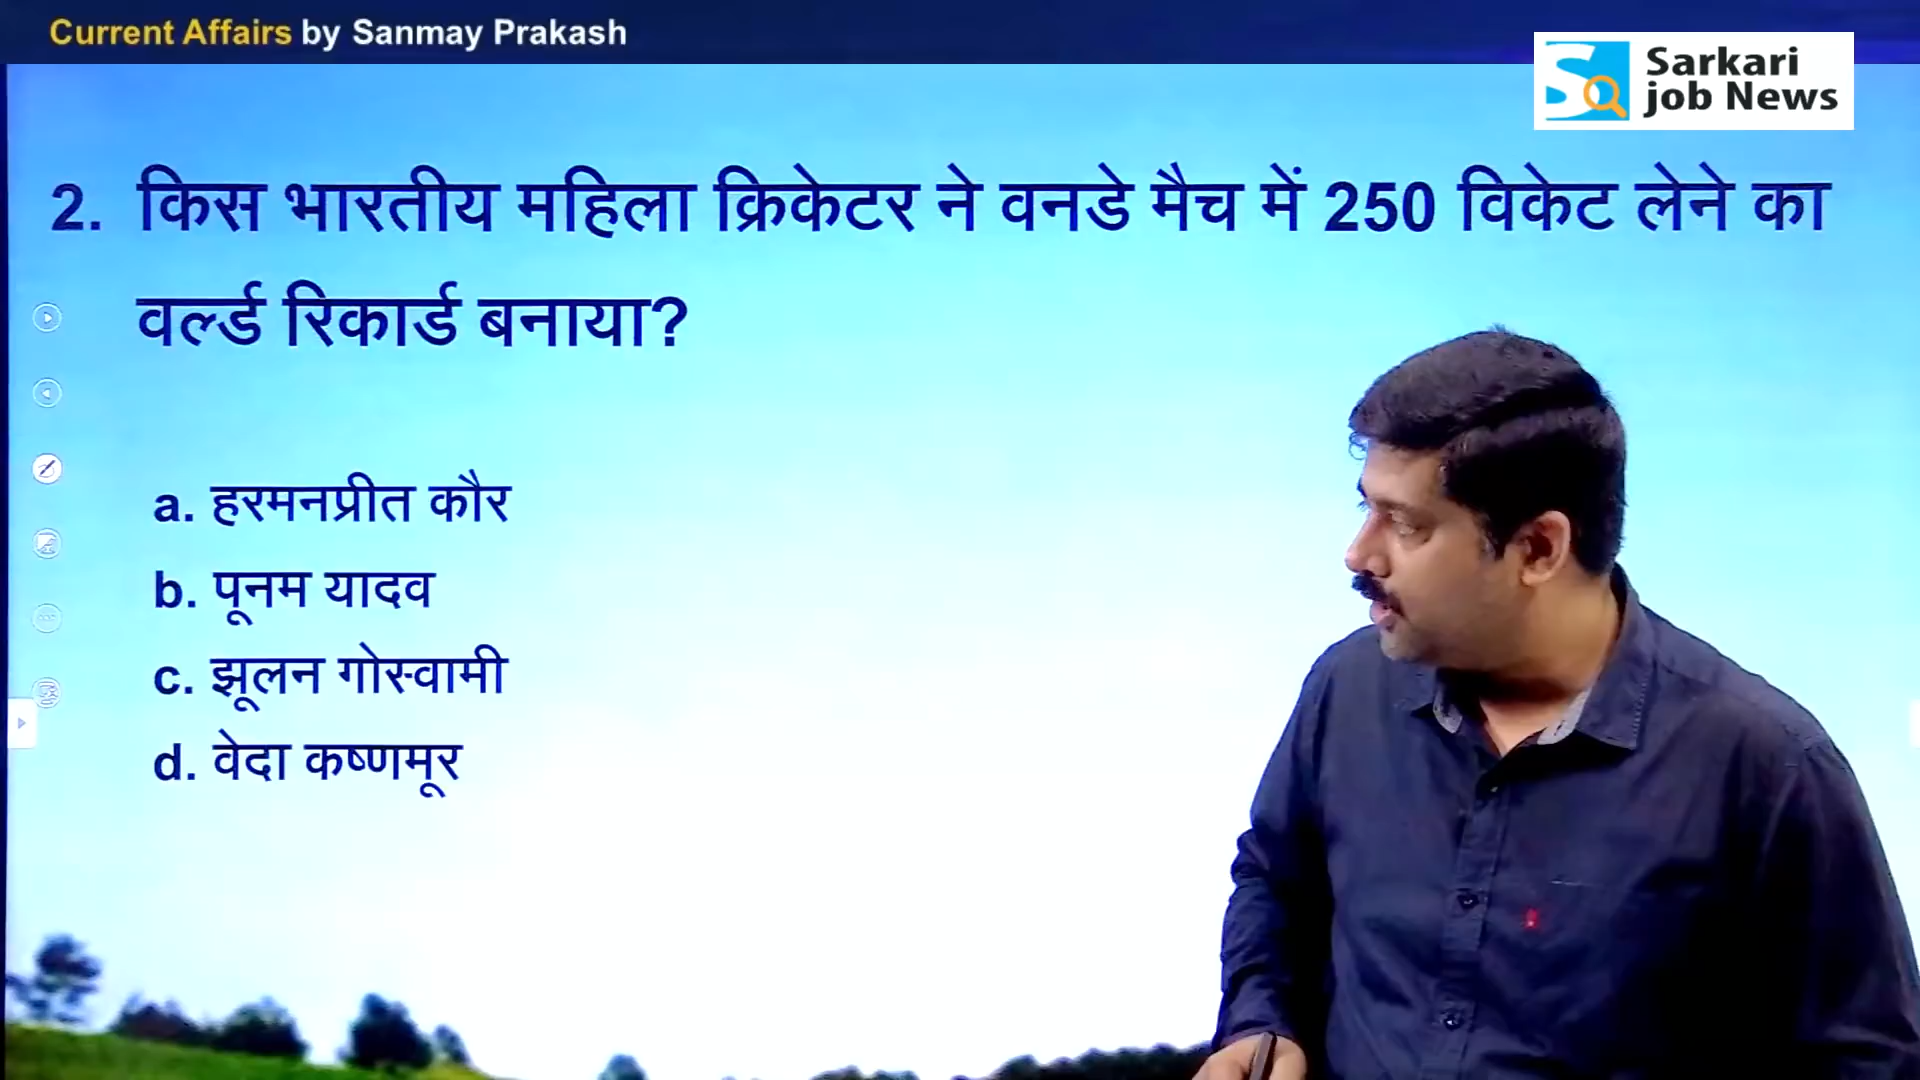 Current Affairs by Sanmay Prakash
Sarkari
job News
2. किस भारतीय महिला क्रिकेटर ने वनडे मैच में 250 विकेट लेने का
वर्ल्ड रिकार्ड बनाया?
a. हरमनप्रीत कौर
b. पूनम यादव
c. झूलन गोस्वामी
d. वेदा कष्णमूर